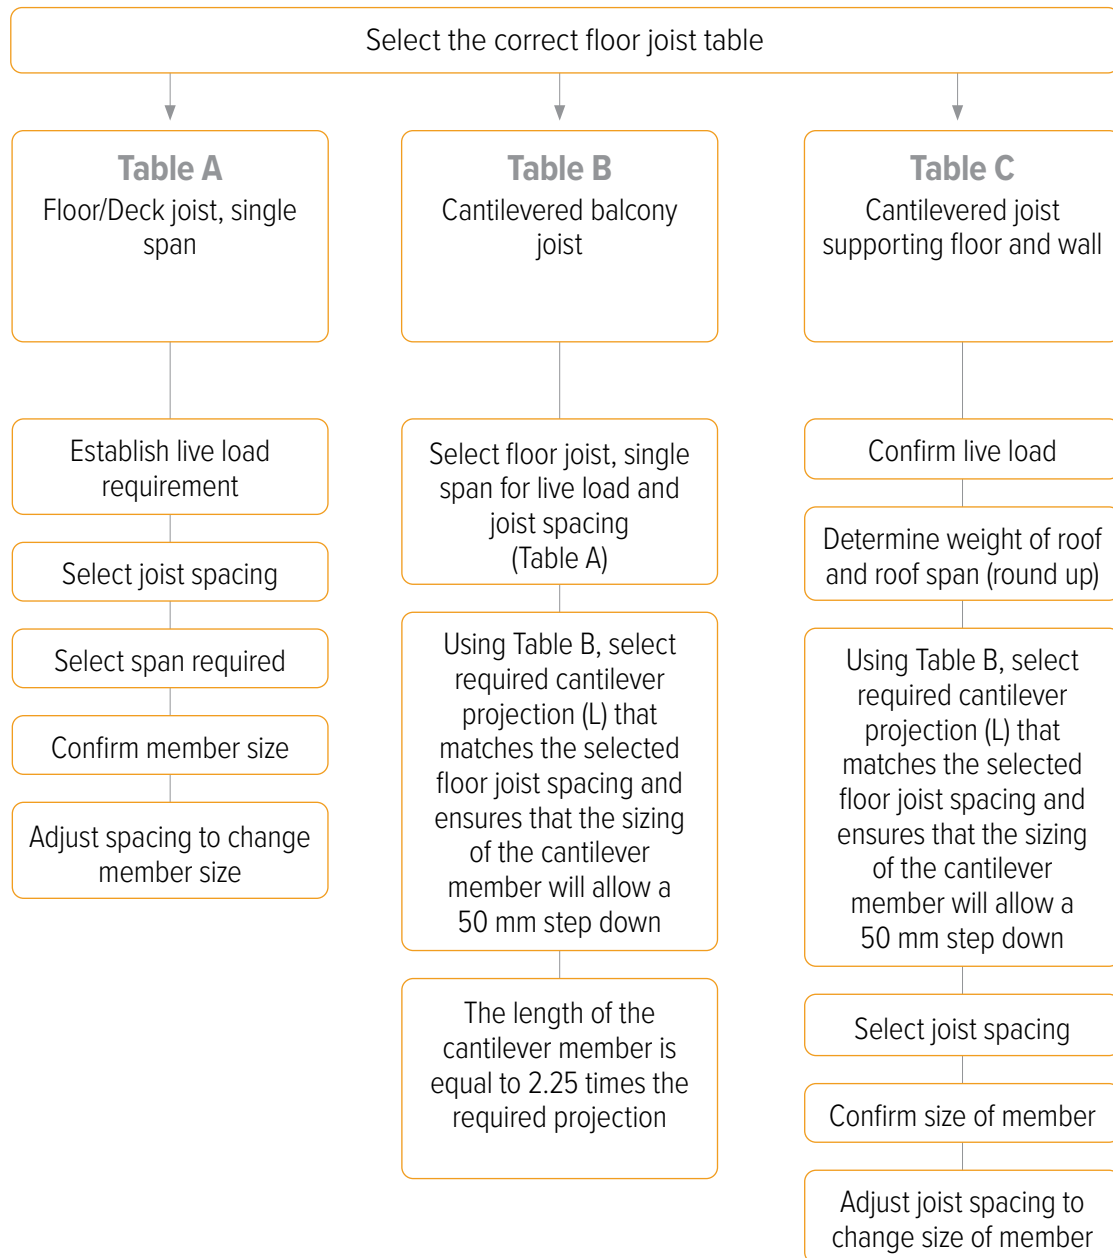 Select the correct floor joist table
Table A
Floor/Deck joist, single
span
Establish live load
requirement
Select joist spacing
Select span required
Confirm member size
Adjust spacing to change
member size
Table B
Cantilevered balcony
joist
Select floor joist, single
span for live load and
joist spacing
(Table A)
Using Table B, select
required cantilever
projection (L) that
matches the selected
floor joist spacing and
ensures that the sizing
of the cantilever
member will allow a
50 mm step down
The length of the
cantilever member is
equal to 2.25 times the
required projection
Table C
Cantilevered joist
supporting floor and wall
Confirm live load
Determine weight of roof
and roof span (round up)
Using Table B, select
required cantilever
projection (L) that
matches the selected
floor joist spacing and
ensures that the sizing
of the cantilever
member will allow a
50 mm step down
Select joist spacing
Confirm size of member
Adjust joist spacing to
change size of member